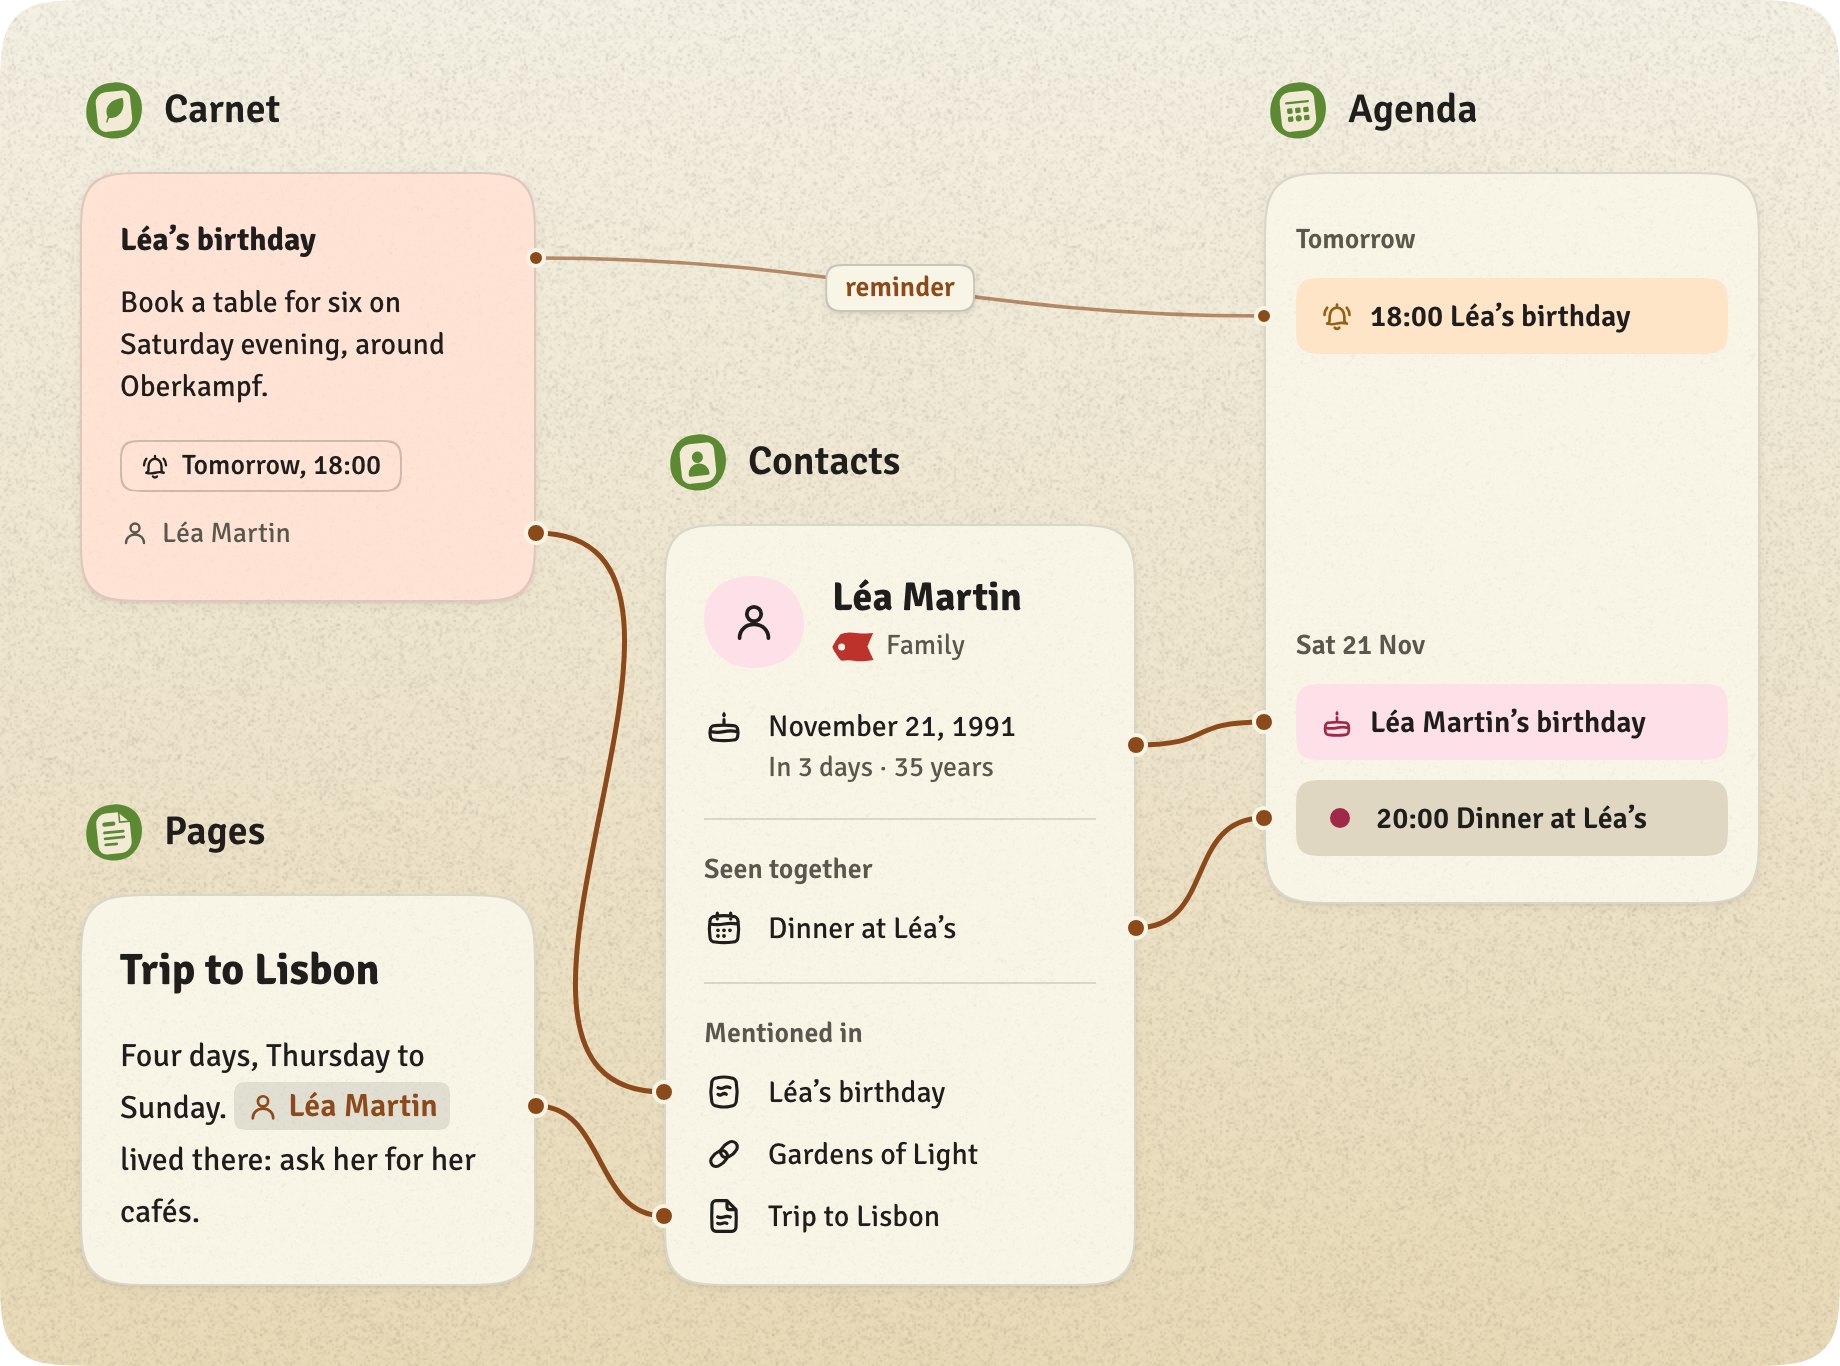 Carnet
Léa’s birthday
Book a table for six on
Saturday evening, around
Oberkampf.
Tomorrow, 18:00
Léa Martin
reminder
Agenda
Tomorrow
18:00 Léa’s birthday
Sat 21 Nov
Léa Martin’s birthday
20:00 Dinner at Léa’s
Contacts
Léa Martin
Family
November 21, 1991
In 3 days · 35 years
Seen together
Dinner at Léa’s
Mentioned in
Léa’s birthday
Gardens of Light
Trip to Lisbon
Pages
Trip to Lisbon
Four days, Thursday to
Sunday. Léa Martin
lived there: ask her for her
cafés.